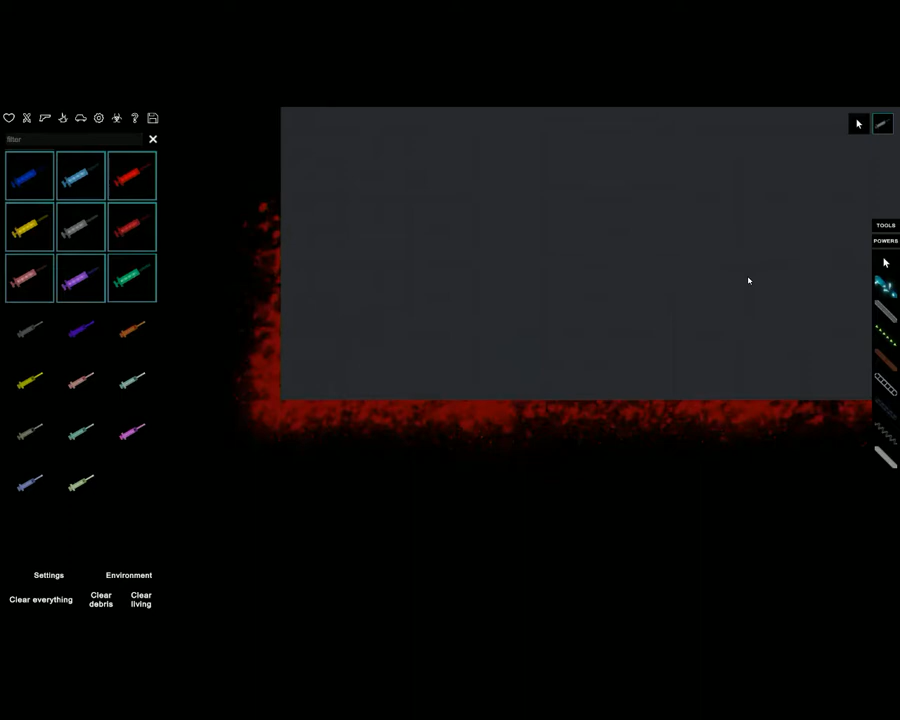 filter
TOOLS
POWERS
Settings
Environment
Clear everything
Clear
debris
Clear
living